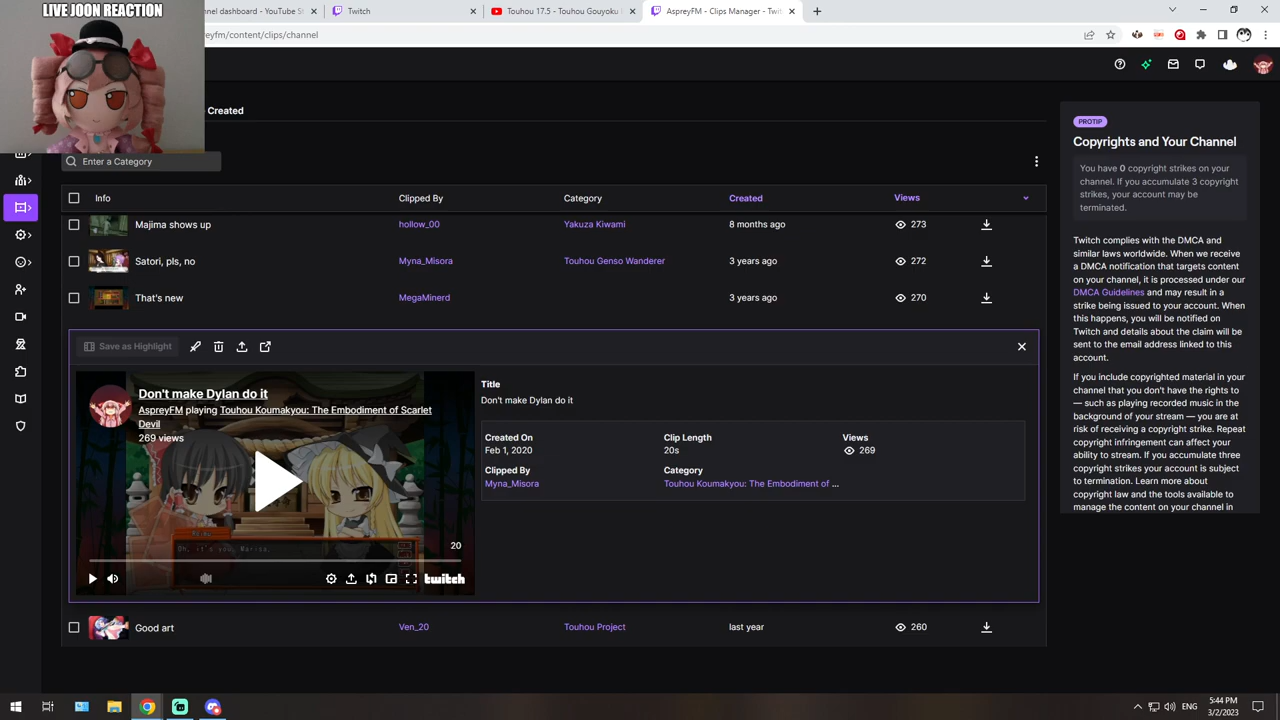 LIVE JOON REACTION
nnel dashboard - YouTube St
Twitch
Touhou 17.5 - Touhou Gouyoku I
AspreyFM - Clips Manager - Twit
eyfm/content/clips/channel
Created
Enter a Category
Info
Clipped By
Category
Created
Views
Majima shows up
hollow_00
Yakuza Kiwami
8 months ago
273
Satori, pls, no
Myna_Misora
Touhou Genso Wanderer
3 years ago
272
That's new
MegaMinerd
3 years ago
270
Save as Highlight
Don't make Dylan do it
AspreyFM playing Touhou Koumakyou: The Embodiment of Scarlet
Devil
269 views
Reimu
Oh, it's you, Marisa.
20
twitch
Title
Don't make Dylan do it
Created On
Clip Length
Views
Feb 1, 2020
20s
269
Clipped By
Category
Myna_Misora
Touhou Koumakyou: The Embodiment of ...
Good art
Ven_20
Touhou Project
last year
260
PROTIP
Copyrights and Your Channel
You have 0 copyright strikes on
your channel. If you accumulate 3 copyright
strikes, your account may be
terminated.
Twitch complies with the DMCA and
similar laws worldwide. When we receive
a DMCA notification that targets content
on your channel, it is processed under our
DMCA Guidelines and may result in a
strike being issued to your account. When
this happens, you will be notified on
Twitch and details about the claim will be
sent to the email address linked to this
account.
If you include copyrighted material in your
channel that you don't have the rights to
— such as playing recorded music in the
background of your stream — you are at
risk of receiving a copyright strike. Repeat
copyright infringement can affect your
ability to stream. If you accumulate three
copyright strikes your account is subject
to termination. Learn more about
copyright law and the tools available to
manage the content on your channel in
ENG
5:44 PM
3/2/2023